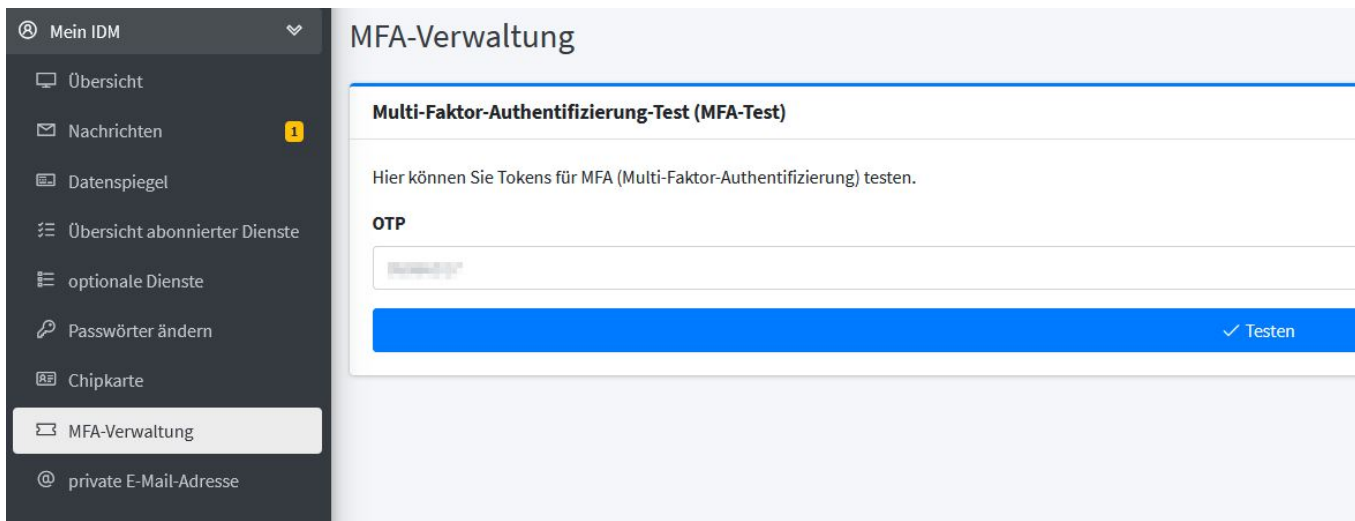 Mein IDM
Übersicht
Nachrichten 1
Datenspiegel
Übersicht abonnierter Dienste
optionale Dienste
Passwörter ändern
Chipkarte
MFA-Verwaltung
private E-Mail-Adresse
MFA-Verwaltung
Multi-Faktor-Authentifizierung-Test (MFA-Test)
Hier können Sie Tokens für MFA (Multi-Faktor-Authentifizierung) testen.
OTP
Testen